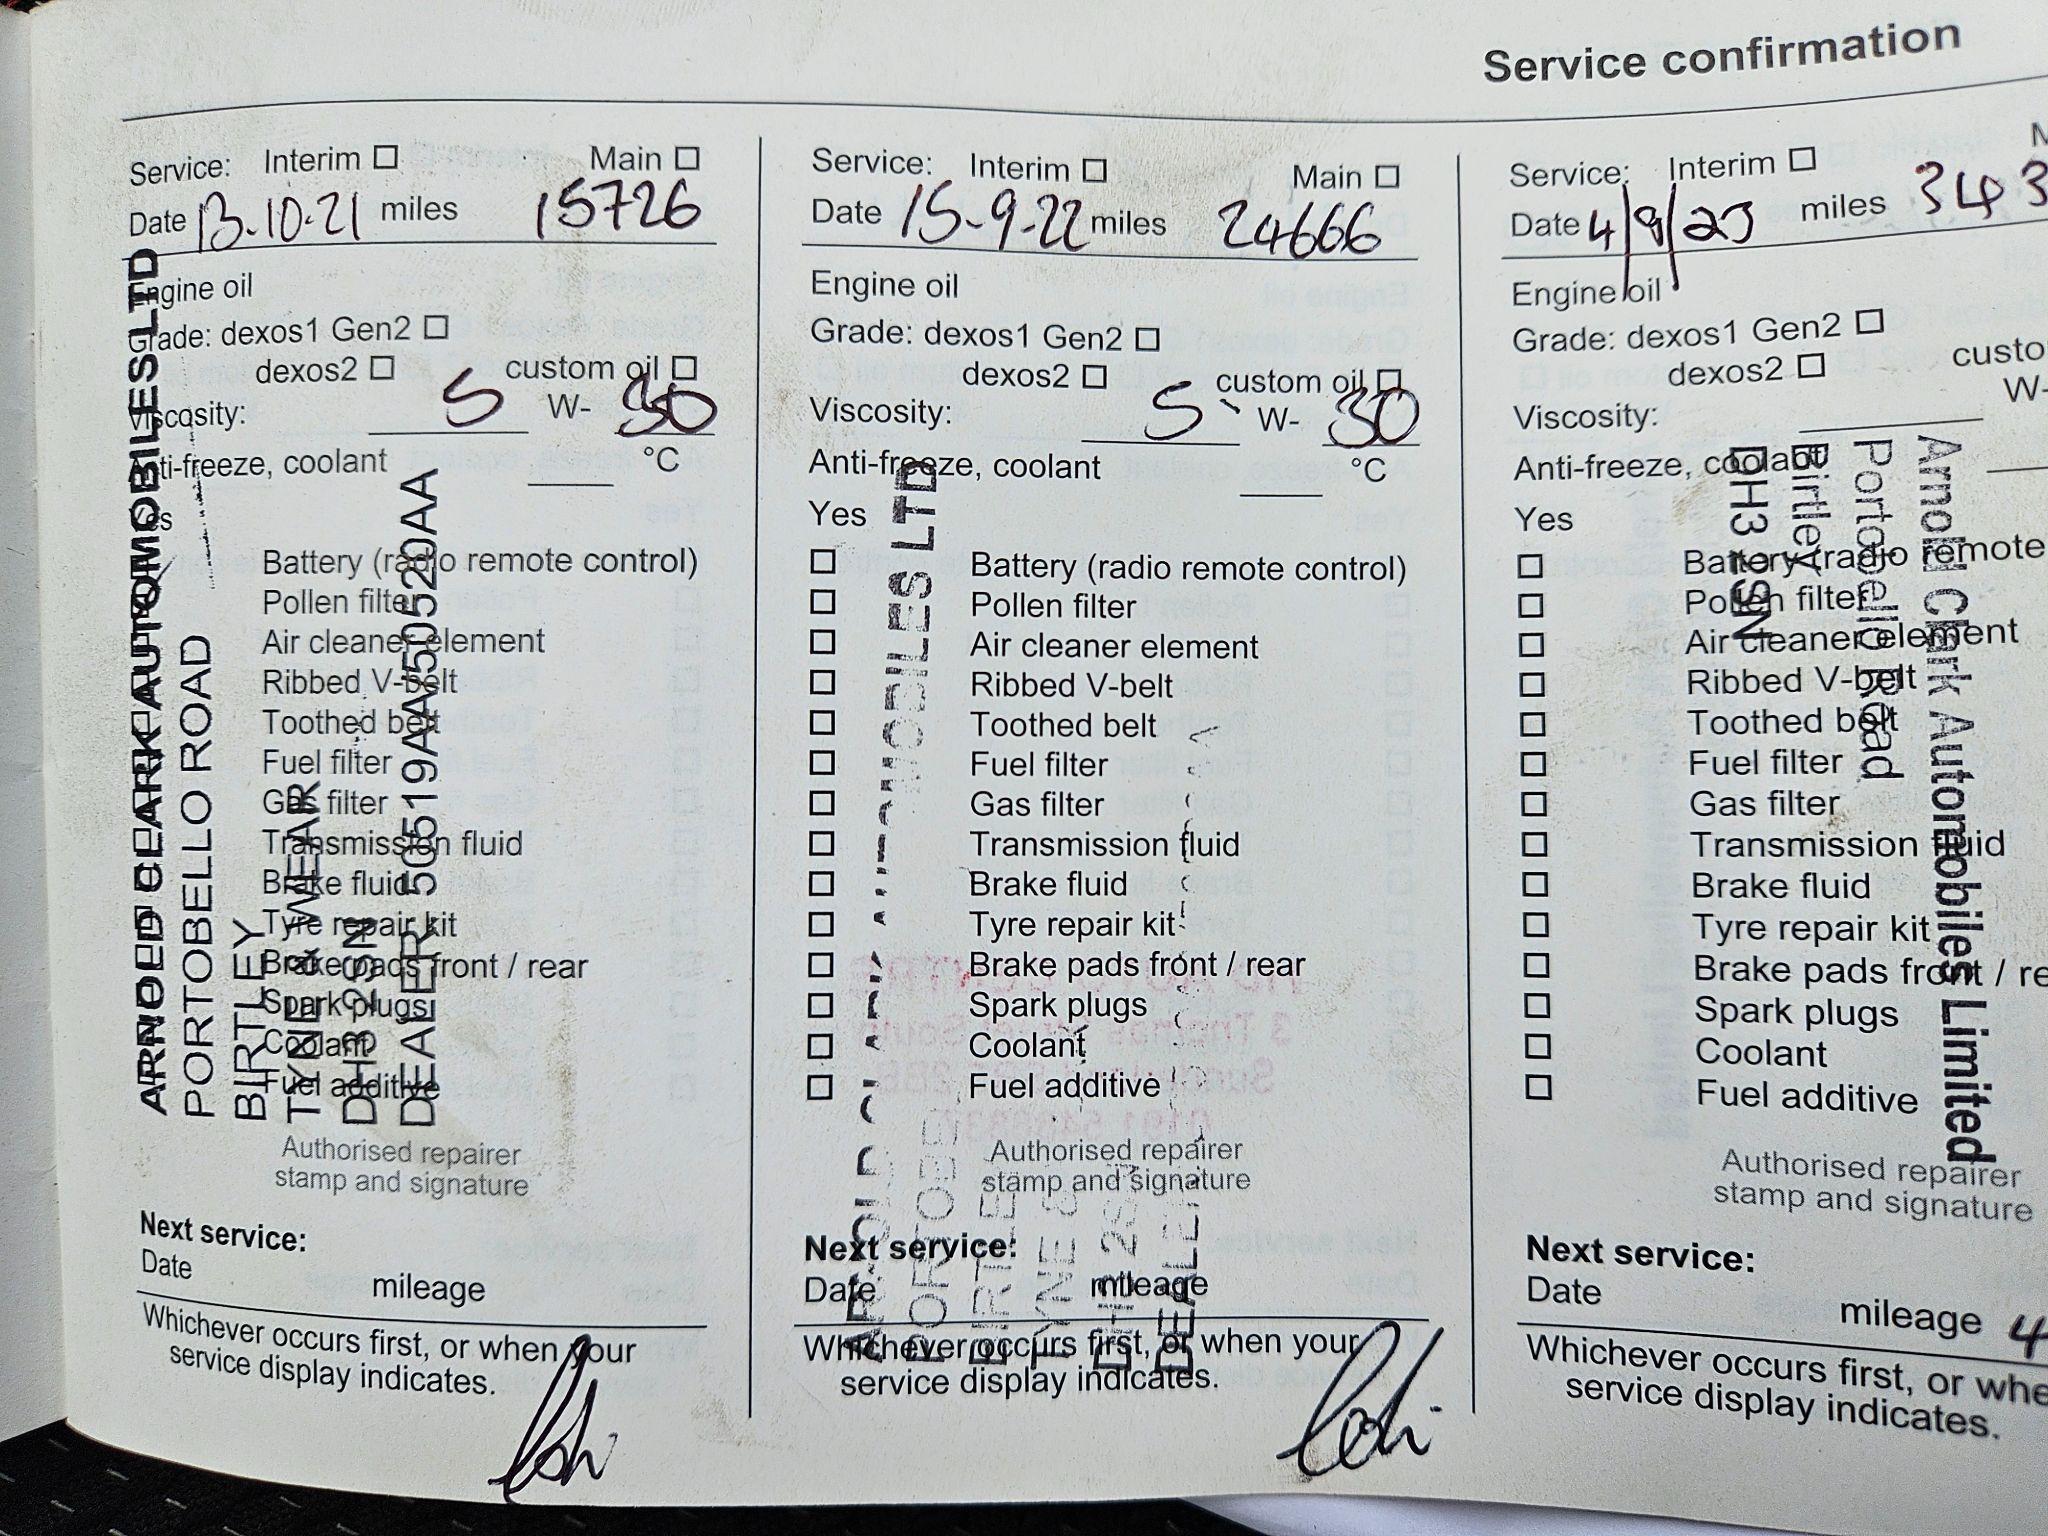 Service confirmation
Service: Interim Main
Date 13.10.21 miles 15726
Engine oil
Grade: dexos1 Gen2
dexos2 custom oil
Viscosity: 5 W- 30
Anti-freeze, coolant °C
Yes
Battery (radio remote control)
Pollen filter
Air cleaner element
Ribbed V-belt
Toothed belt
Fuel filter
Gas filter
Transmission fluid
Brake fluid
Tyre repair kit
Brake pads front / rear
Spark plugs
Coolant
Fuel additive
ARNOLD CLARK AUTOMOBILES LTD
PORTOBELLO ROAD
BIRTLEY
TYNE & WEAR
DH3 2SN
DEALER 500519AA/500520AA
Authorised repairer
stamp and signature
Next service:
Date
mileage
Whichever occurs first, or when your
service display indicates.
Service: Interim Main
Date 15-9-22 miles 24666
Engine oil
Grade: dexos1 Gen2
dexos2 custom oil
Viscosity: 5 W- 30
Anti-freeze, coolant °C
Yes
Battery (radio remote control)
Pollen filter
Air cleaner element
Ribbed V-belt
Toothed belt
Fuel filter
Gas filter
Transmission fluid
Brake fluid
Tyre repair kit
Brake pads front / rear
Spark plugs
Coolant
Fuel additive
ARNOLD CLARK AUTOMOBILES LTD
TYNE &
DEALER
Authorised repairer
stamp and signature
Next service:
Date
mileage
Whichever occurs first, or when your
service display indicates.
Service: Interim M
Date 4/9/23 miles 343
Engine oil
Grade: dexos1 Gen2
dexos2 custo
Viscosity: W-
Anti-freeze, coolant
Yes
Battery (radio remote
Pollen filter
Air cleaner element
Ribbed V-belt
Toothed belt
Fuel filter
Gas filter
Transmission fluid
Brake fluid
Tyre repair kit
Brake pads front / re
Spark plugs
Coolant
Fuel additive
Arnold Clark Automobiles Limited
Portobello Road
Birtley
DH3 2SN
Authorised repairer
stamp and signature
Next service:
Date
mileage 4
Whichever occurs first, or whe
service display indicates.